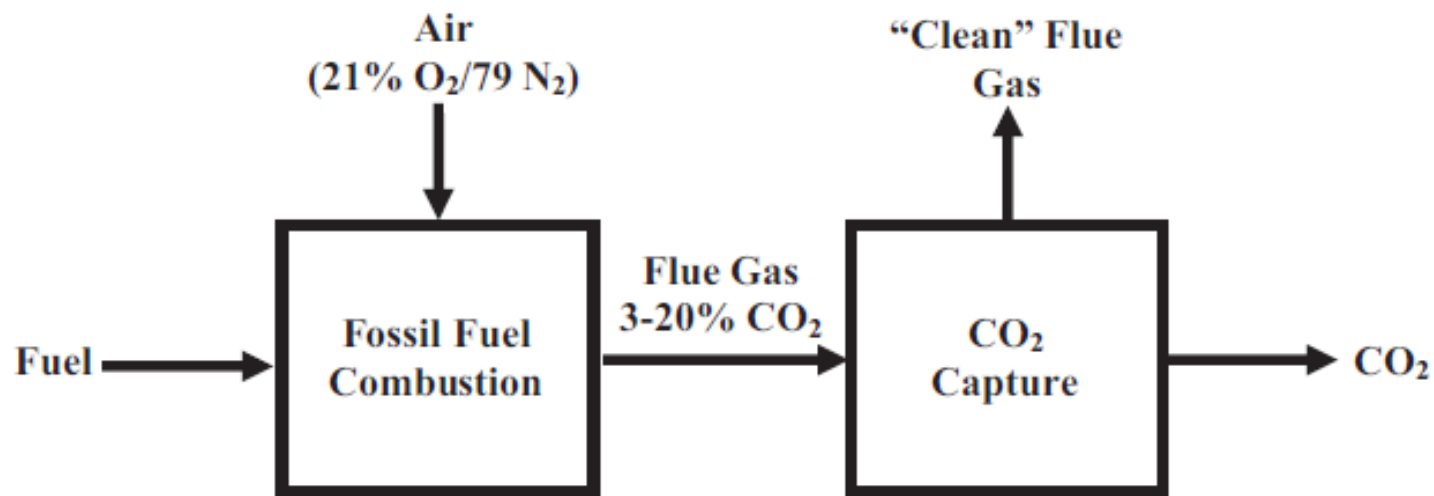 Air
(21% O₂/79 N₂)
“Clean” Flue
Gas
Flue Gas
3-20% CO₂
Fuel
Fossil Fuel
Combustion
CO₂
Capture
CO₂